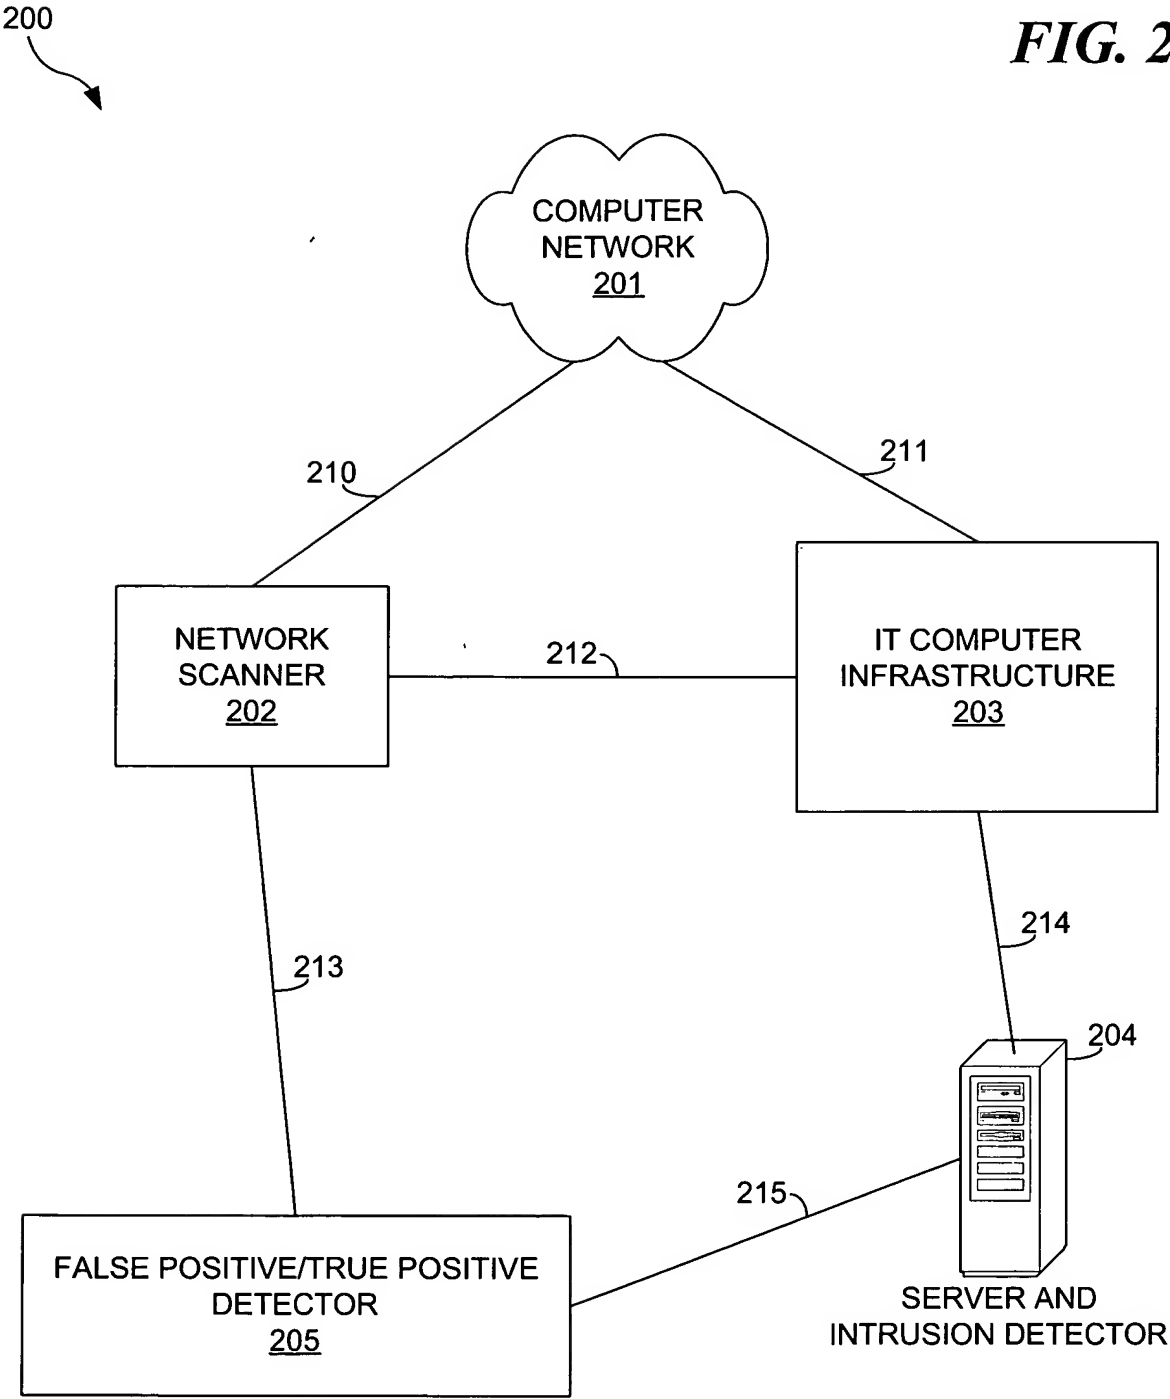 200
FIG. 2
COMPUTER
NETWORK
201
210
211
NETWORK
SCANNER
202
212
IT COMPUTER
INFRASTRUCTURE
203
213
214
204
215
FALSE POSITIVE/TRUE POSITIVE
DETECTOR
205
SERVER AND
INTRUSION DETECTOR